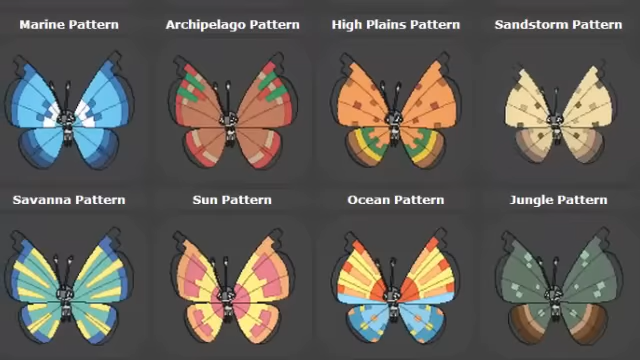 Marine Pattern
Archipelago Pattern
High Plains Pattern
Sandstorm Pattern
Savanna Pattern
Sun Pattern
Ocean Pattern
Jungle Pattern